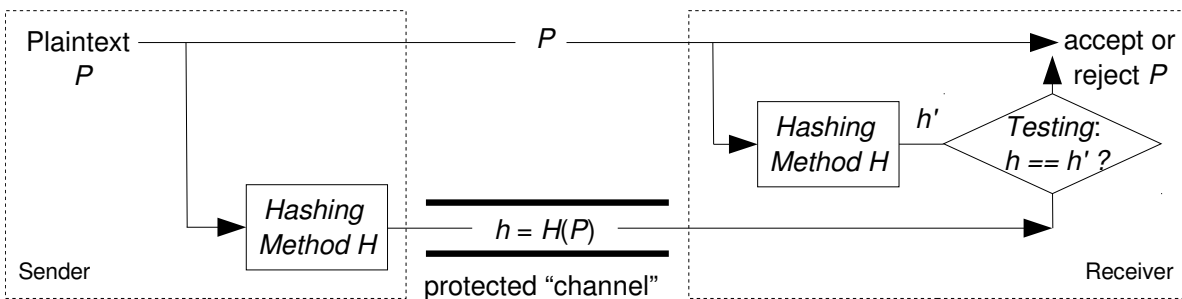 Plaintext
P
P
accept or
reject P
Hashing
Method H
h'
Testing:
h == h' ?
Hashing
Method H
h = H(P)
protected “channel”
Sender
Receiver